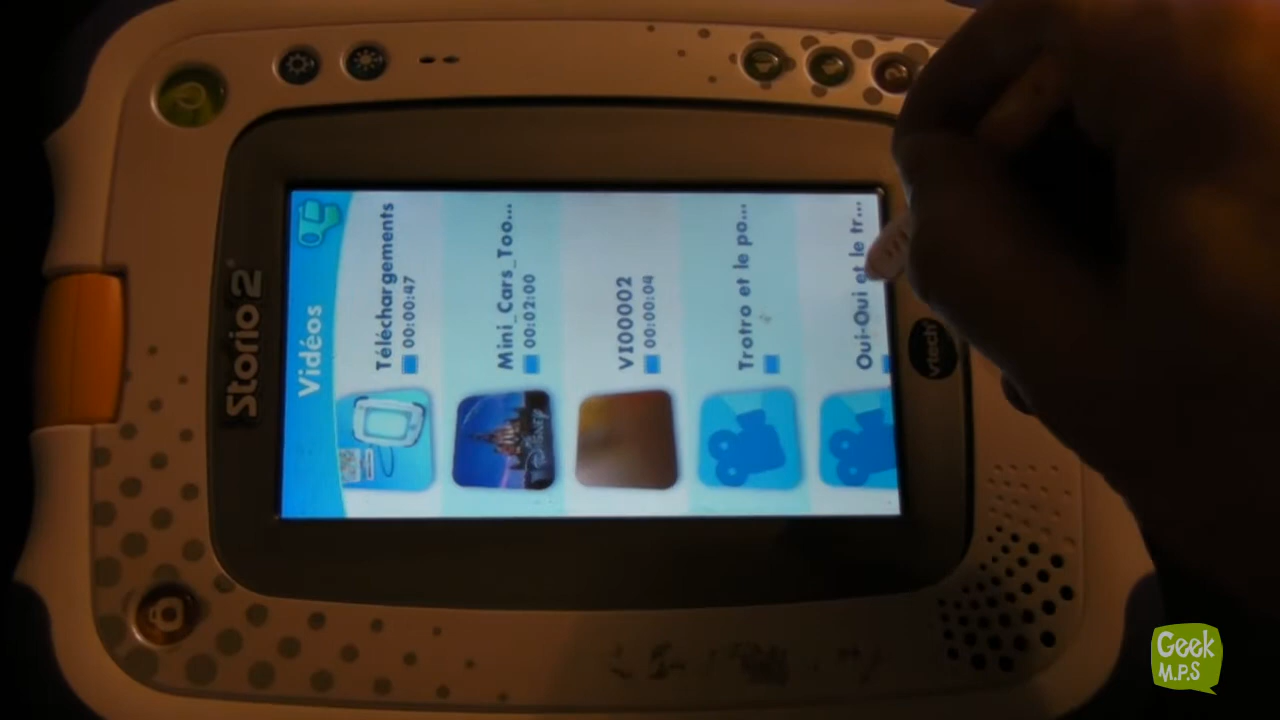 Storio 2
Vidéos
Téléchargements
00:00:47
Mini_Cars_Too...
00:02:00
DISNEY
VI00002
00:00:04
Trotro et le po...
Oui-Oui et le tr...
vtech
Geek
M.P.S